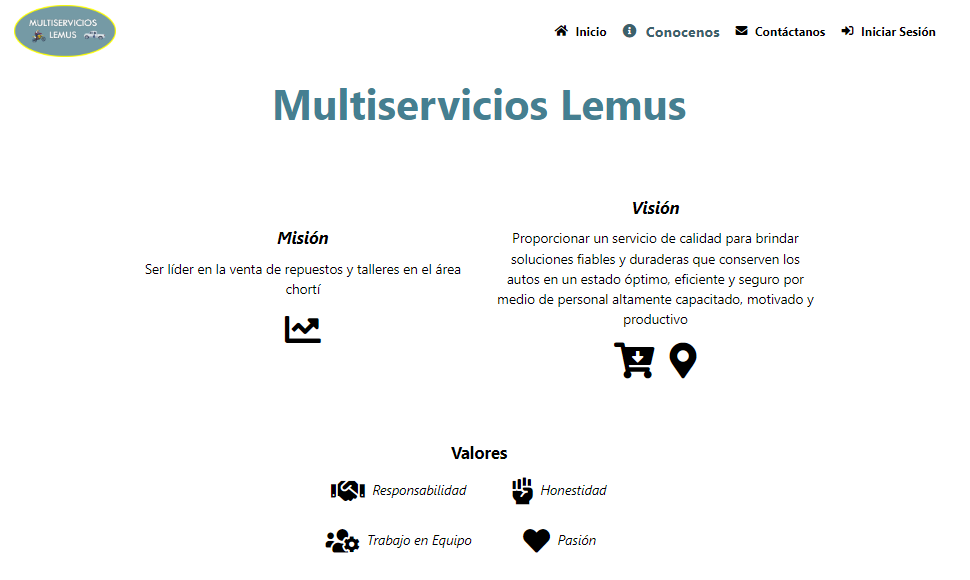 MULTISERVICIOS
LEMUS
Inicio
Conocenos
Contáctanos
Iniciar Sesión
Multiservicios Lemus
Misión
Ser líder en la venta de repuestos y talleres en el área
chortí
Visión
Proporcionar un servicio de calidad para brindar
soluciones fiables y duraderas que conserven los
autos en un estado óptimo, eficiente y seguro por
medio de personal altamente capacitado, motivado y
productivo
Valores
Responsabilidad
Honestidad
Trabajo en Equipo
Pasión